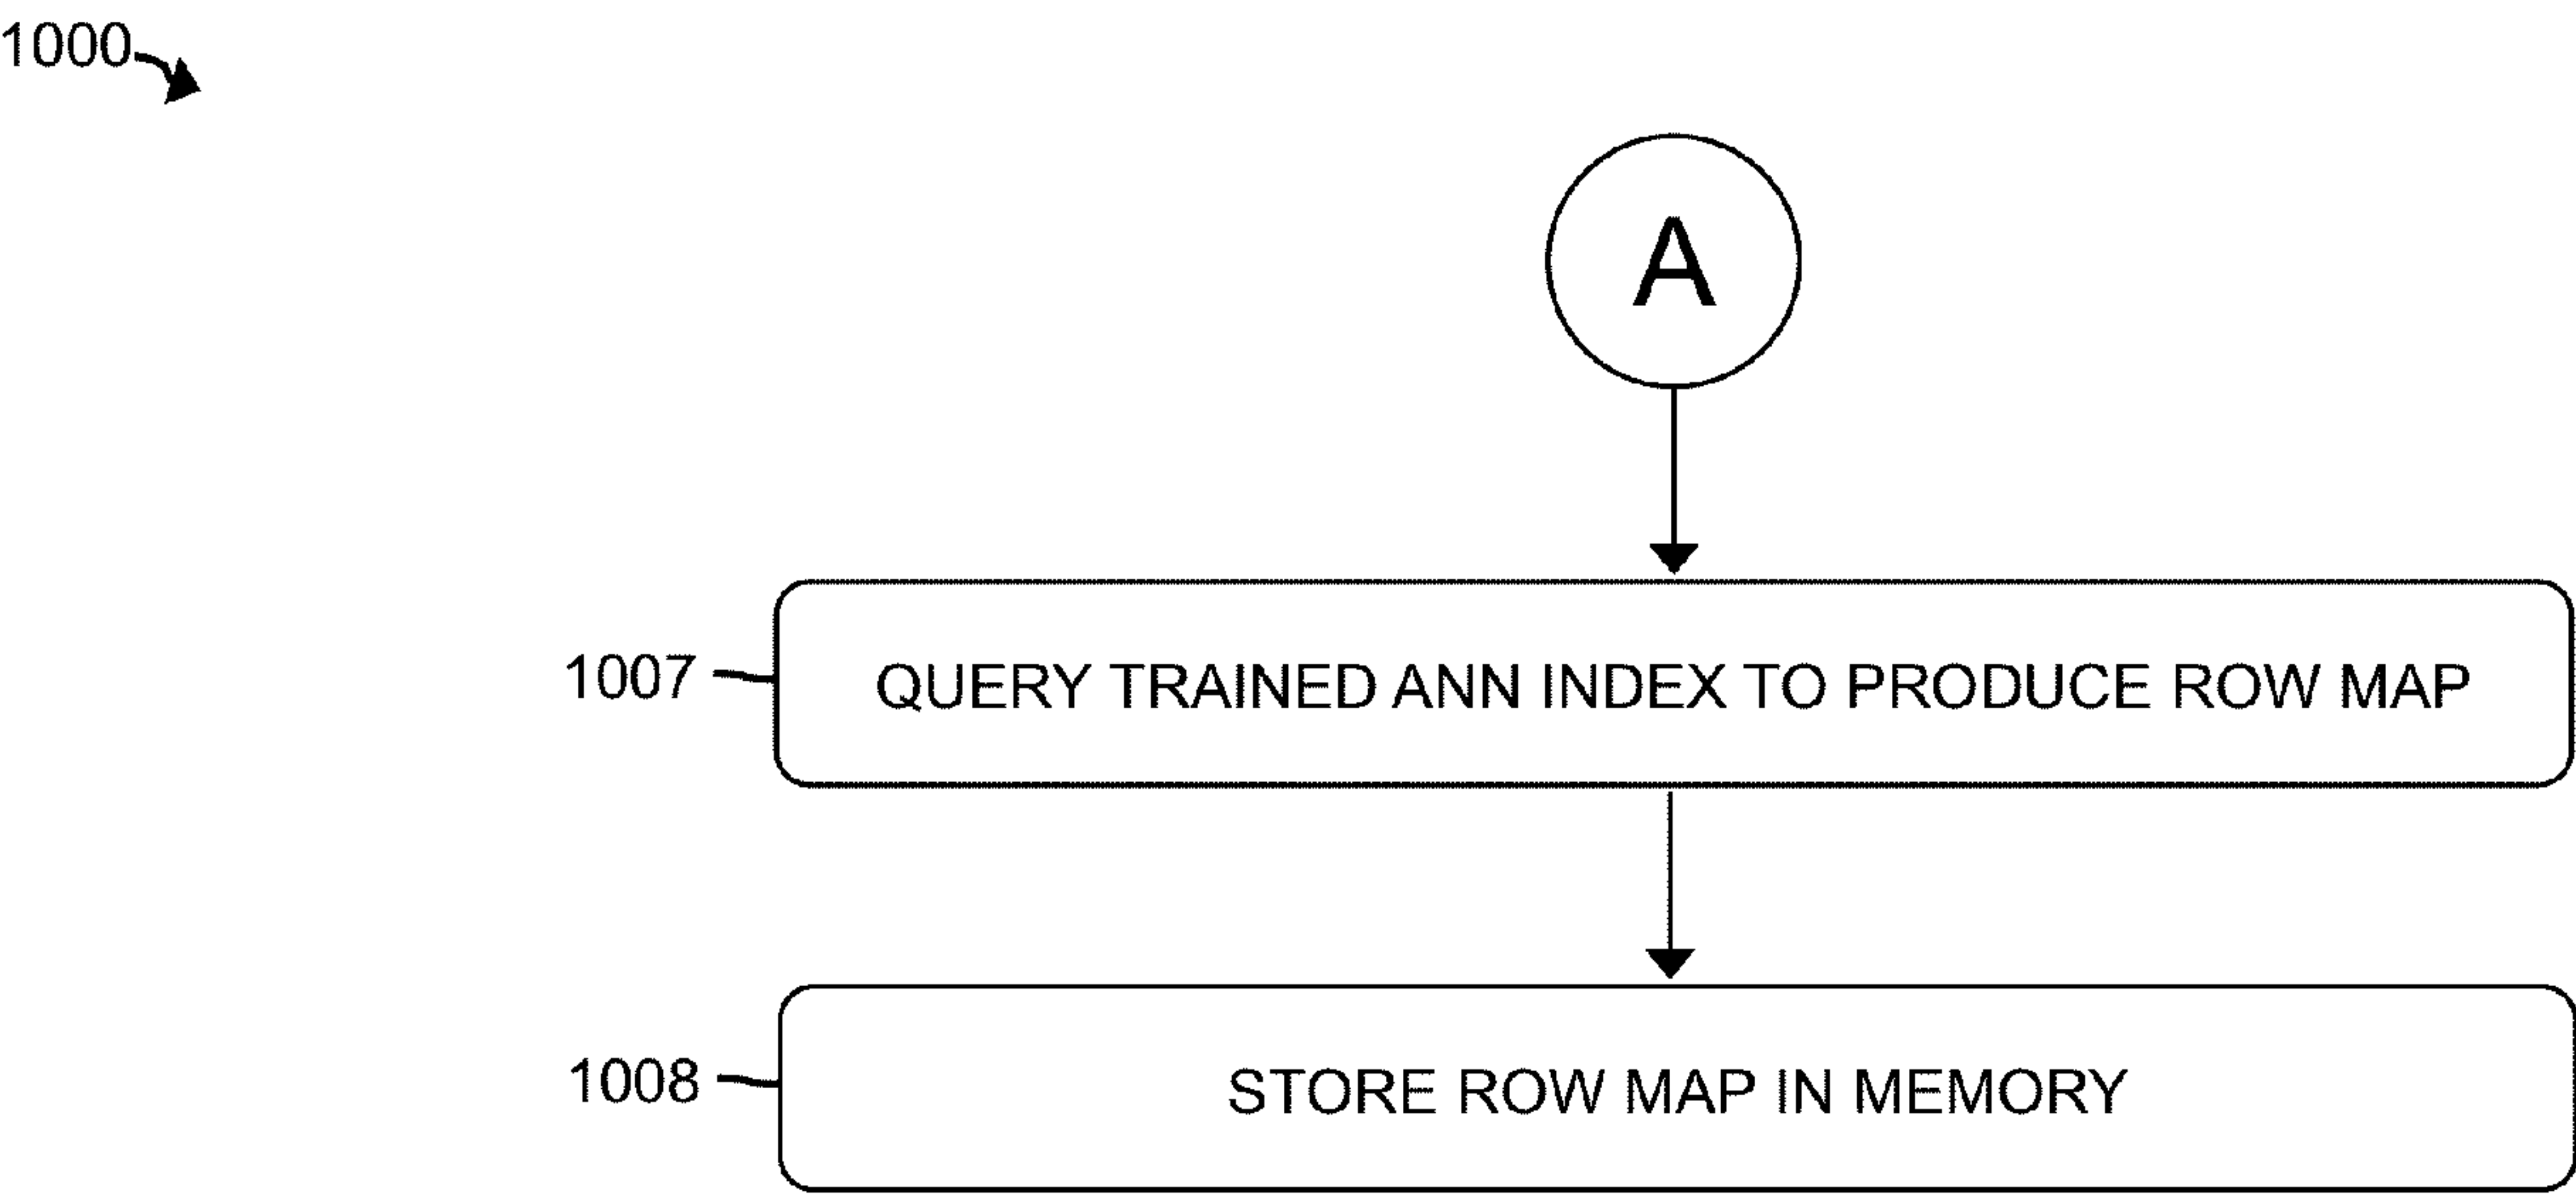 1000
A
1007 QUERY TRAINED ANN INDEX TO PRODUCE ROW MAP
1008 STORE ROW MAP IN MEMORY